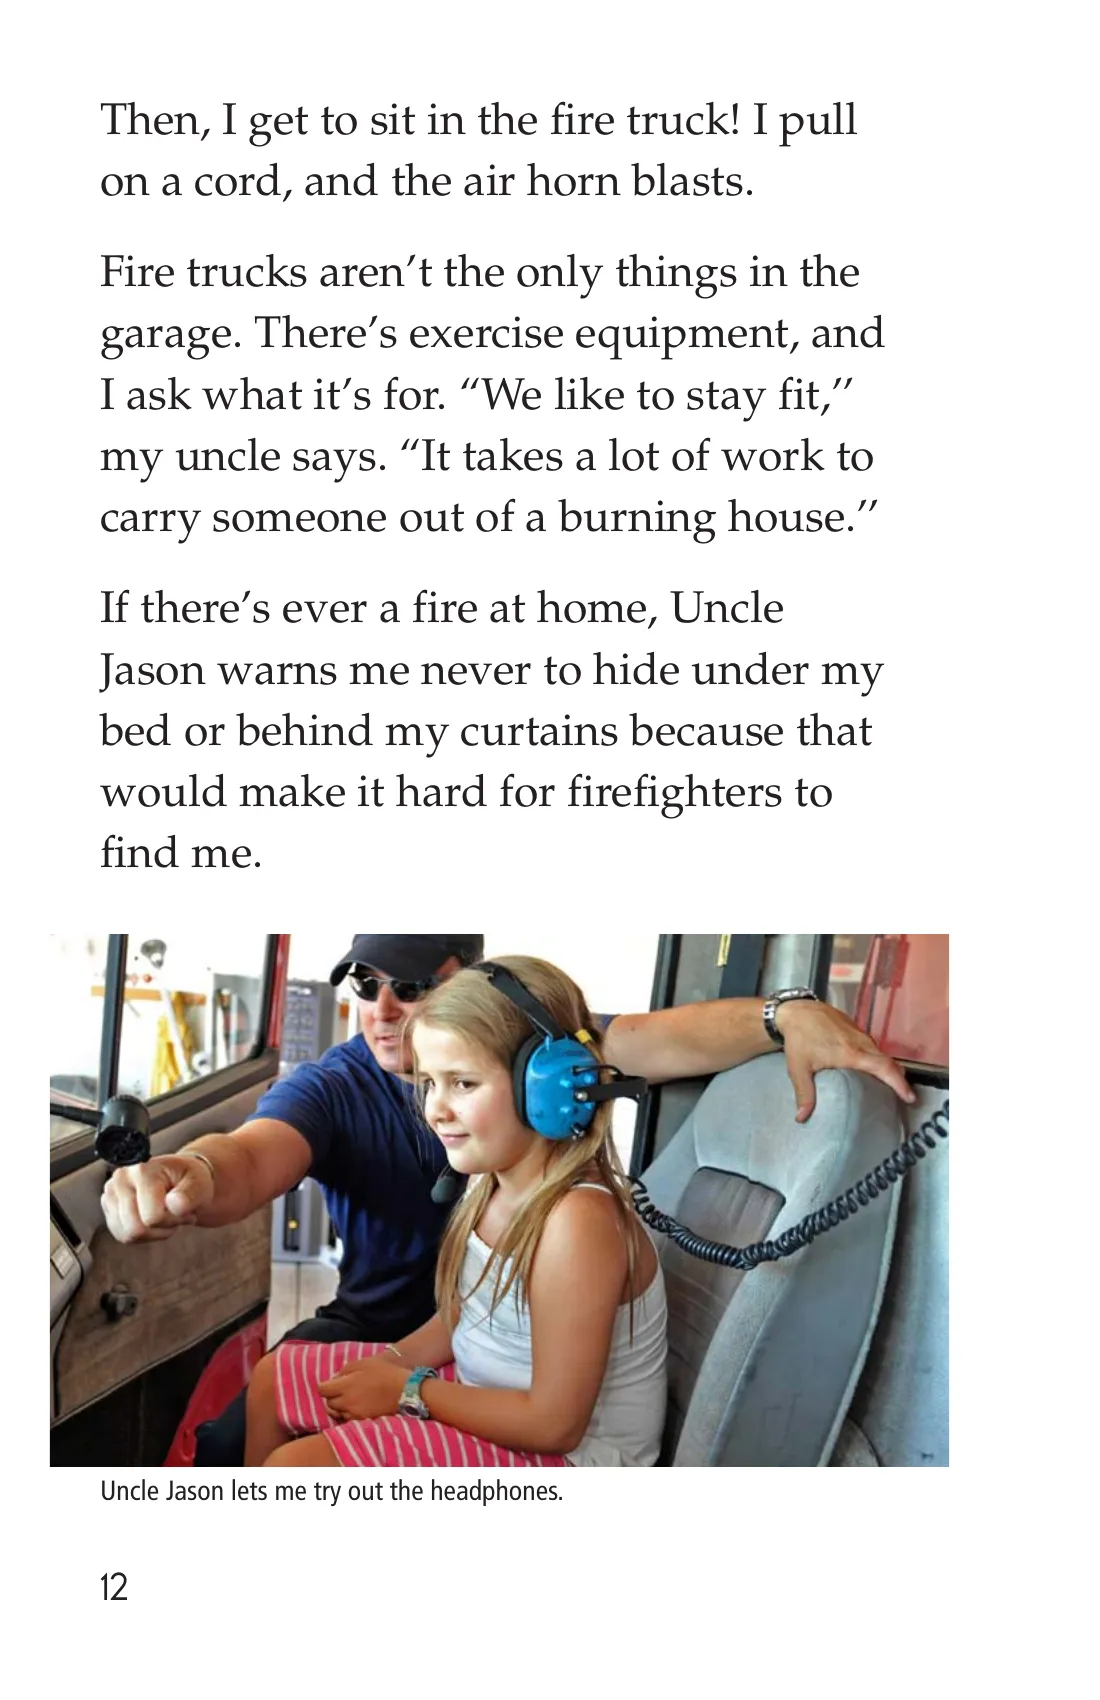 Then, I get to sit in the fire truck! I pull
on a cord, and the air horn blasts.
Fire trucks aren’t the only things in the
garage. There’s exercise equipment, and
I ask what it’s for. “We like to stay fit,”
my uncle says. “It takes a lot of work to
carry someone out of a burning house.”
If there’s ever a fire at home, Uncle
Jason warns me never to hide under my
bed or behind my curtains because that
would make it hard for firefighters to
find me.
Uncle Jason lets me try out the headphones.
12